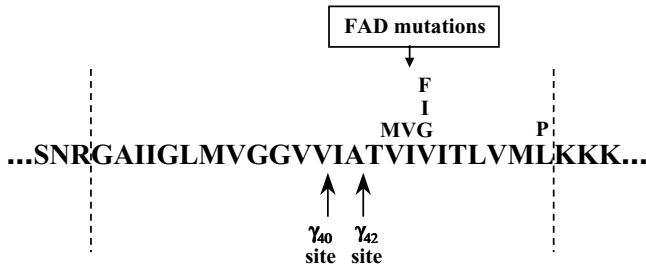 FAD mutations
F
I
MVG P
...SNRGAIIGLMVGGVVIATVIVITLVMLKKK...
γ40 γ42
site site